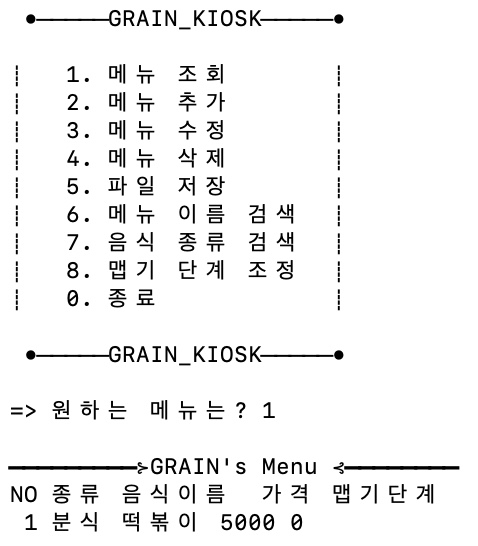 ●──────GRAIN_KIOSK──────●
┆ 1. 메뉴 조회 ┆
┆ 2. 메뉴 추가 ┆
┆ 3. 메뉴 수정 ┆
┆ 4. 메뉴 삭제 ┆
┆ 5. 파일 저장 ┆
┆ 6. 메뉴 이름 검색 ┆
┆ 7. 음식 종류 검색 ┆
┆ 8. 맵기 단계 조정 ┆
┆ 0. 종료 ┆
●──────GRAIN_KIOSK──────●
=> 원하는 메뉴는? 1
━━━━━━━━━━━⊱GRAIN's Menu ⊰━━━━━━━━━━
NO 종류 음식이름 가격 맵기단계
1 분식 떡볶이 5000 0